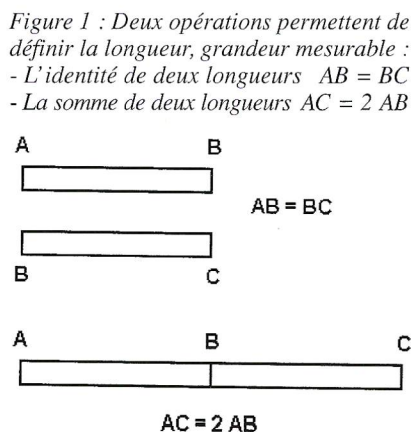 Figure 1 : Deux opérations permettent de
définir la longueur, grandeur mesurable :
- L'identité de deux longueurs AB = BC
- La somme de deux longueurs AC = 2 AB
A B
AB = BC
B C
A B C
AC = 2 AB